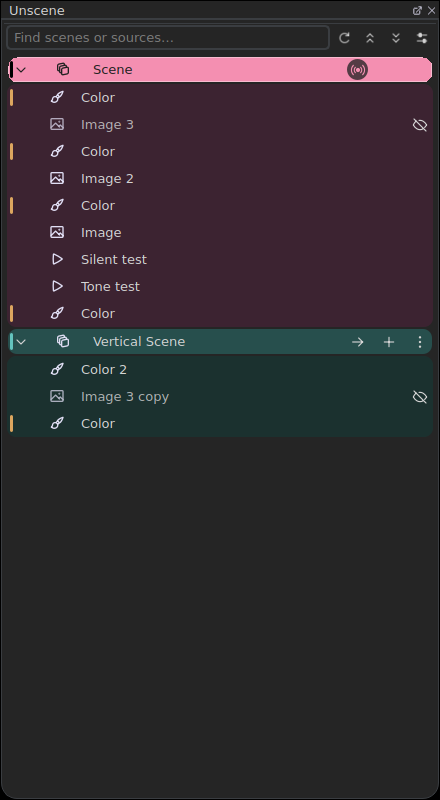 Unscene
Find scenes or sources...
Scene
Color
Image 3
Color
Image 2
Color
Image
Silent test
Tone test
Color
Vertical Scene
Color 2
Image 3 copy
Color